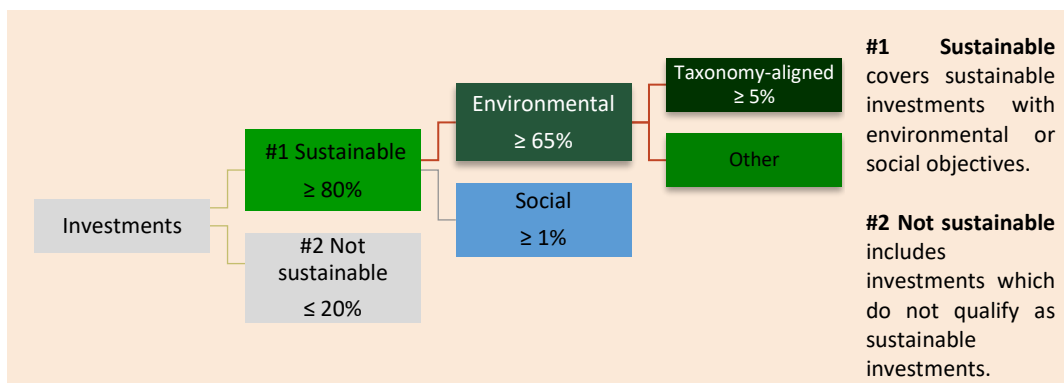 Investments
#1 Sustainable
≥ 80%
#2 Not
sustainable
≤ 20%
Environmental
≥ 65%
Social
≥ 1%
Taxonomy-aligned
≥ 5%
Other
#1 Sustainable
covers sustainable
investments with
environmental or
social objectives.
#2 Not sustainable
includes
investments which
do not qualify as
sustainable
investments.